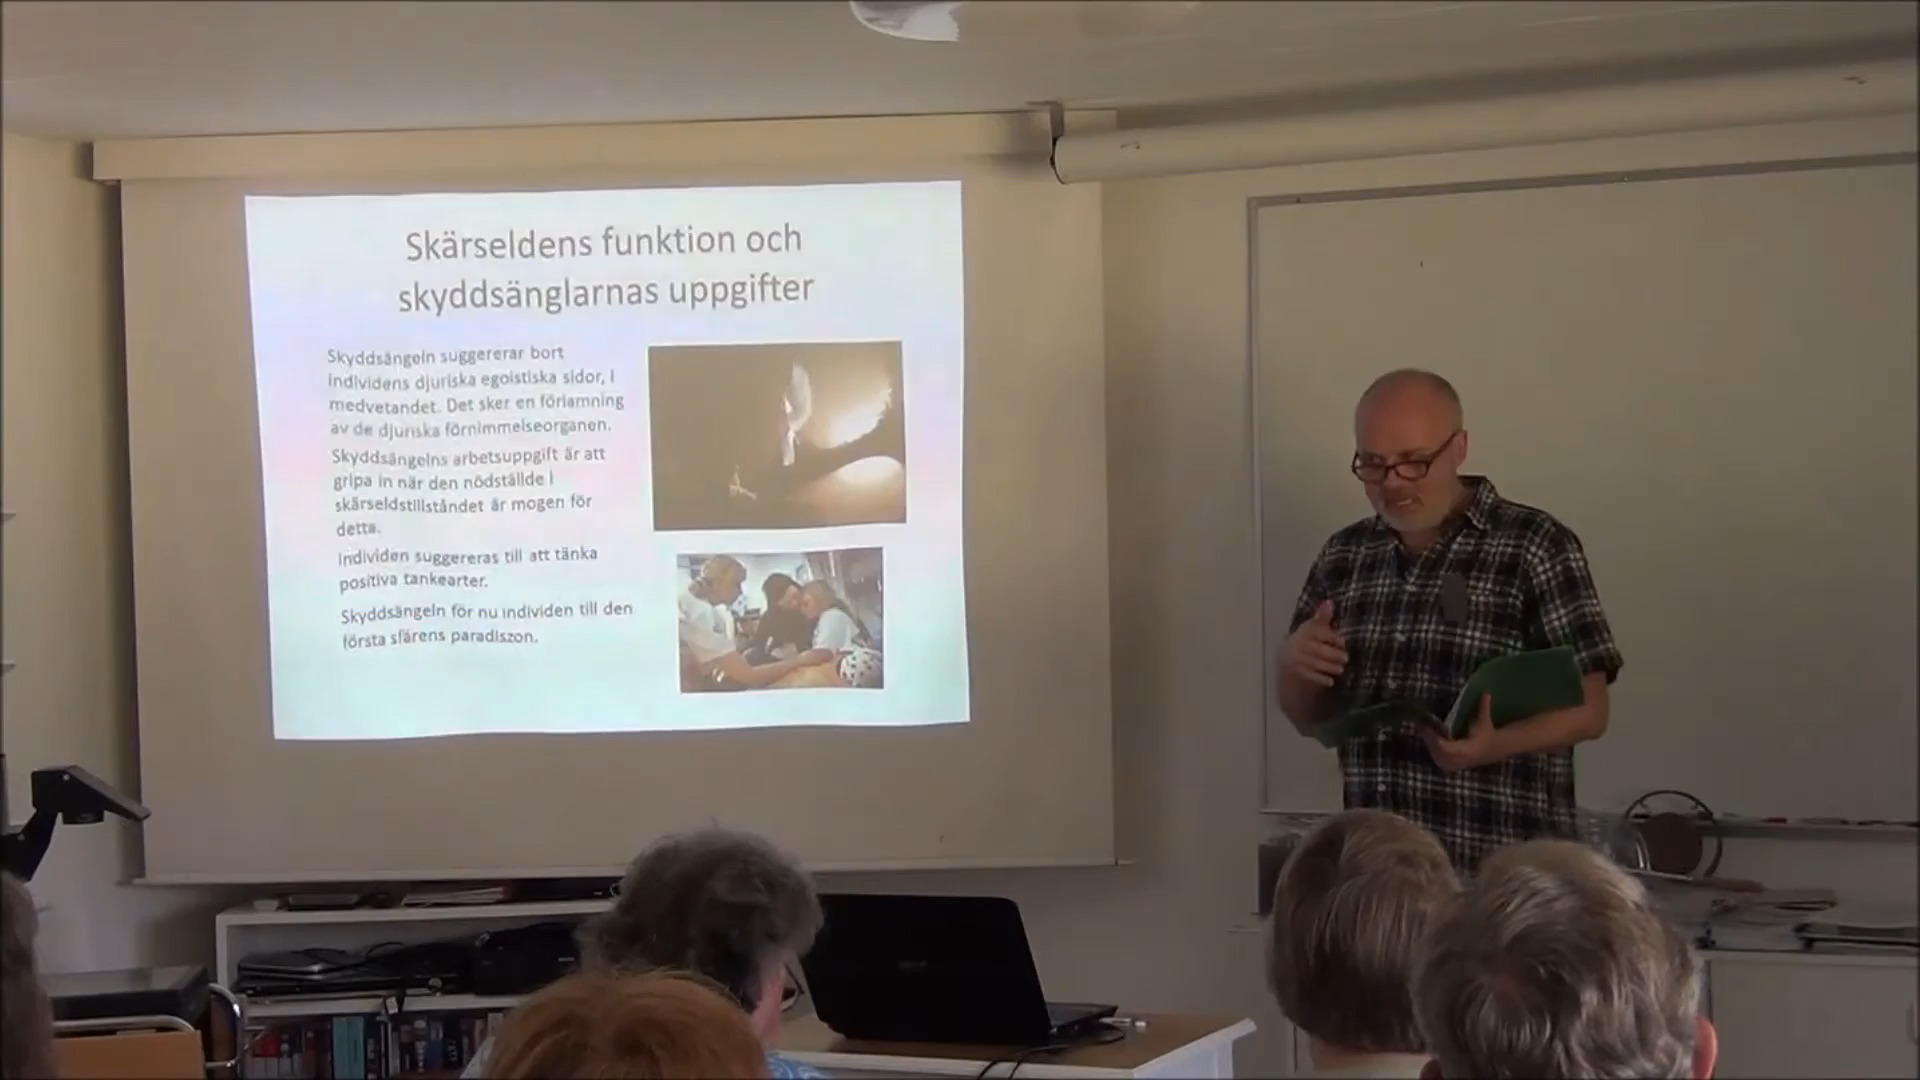 Skärseldens funktion och
skyddsänglarnas uppgifter
Skyddsängeln suggererar bort
individens djuriska egoistiska sidor, i
medvetandet. Det sker en förlamning
av de djuriska förnimmelseorganen.
Skyddsängelns arbetsuppgift är att
gripa in när den nödställde i
skärseldstillståndet är mogen för
detta.
Individen suggereras till att tänka
positiva tankearter.
Skyddsängeln för nu individen till den
första sfärens paradiszon.